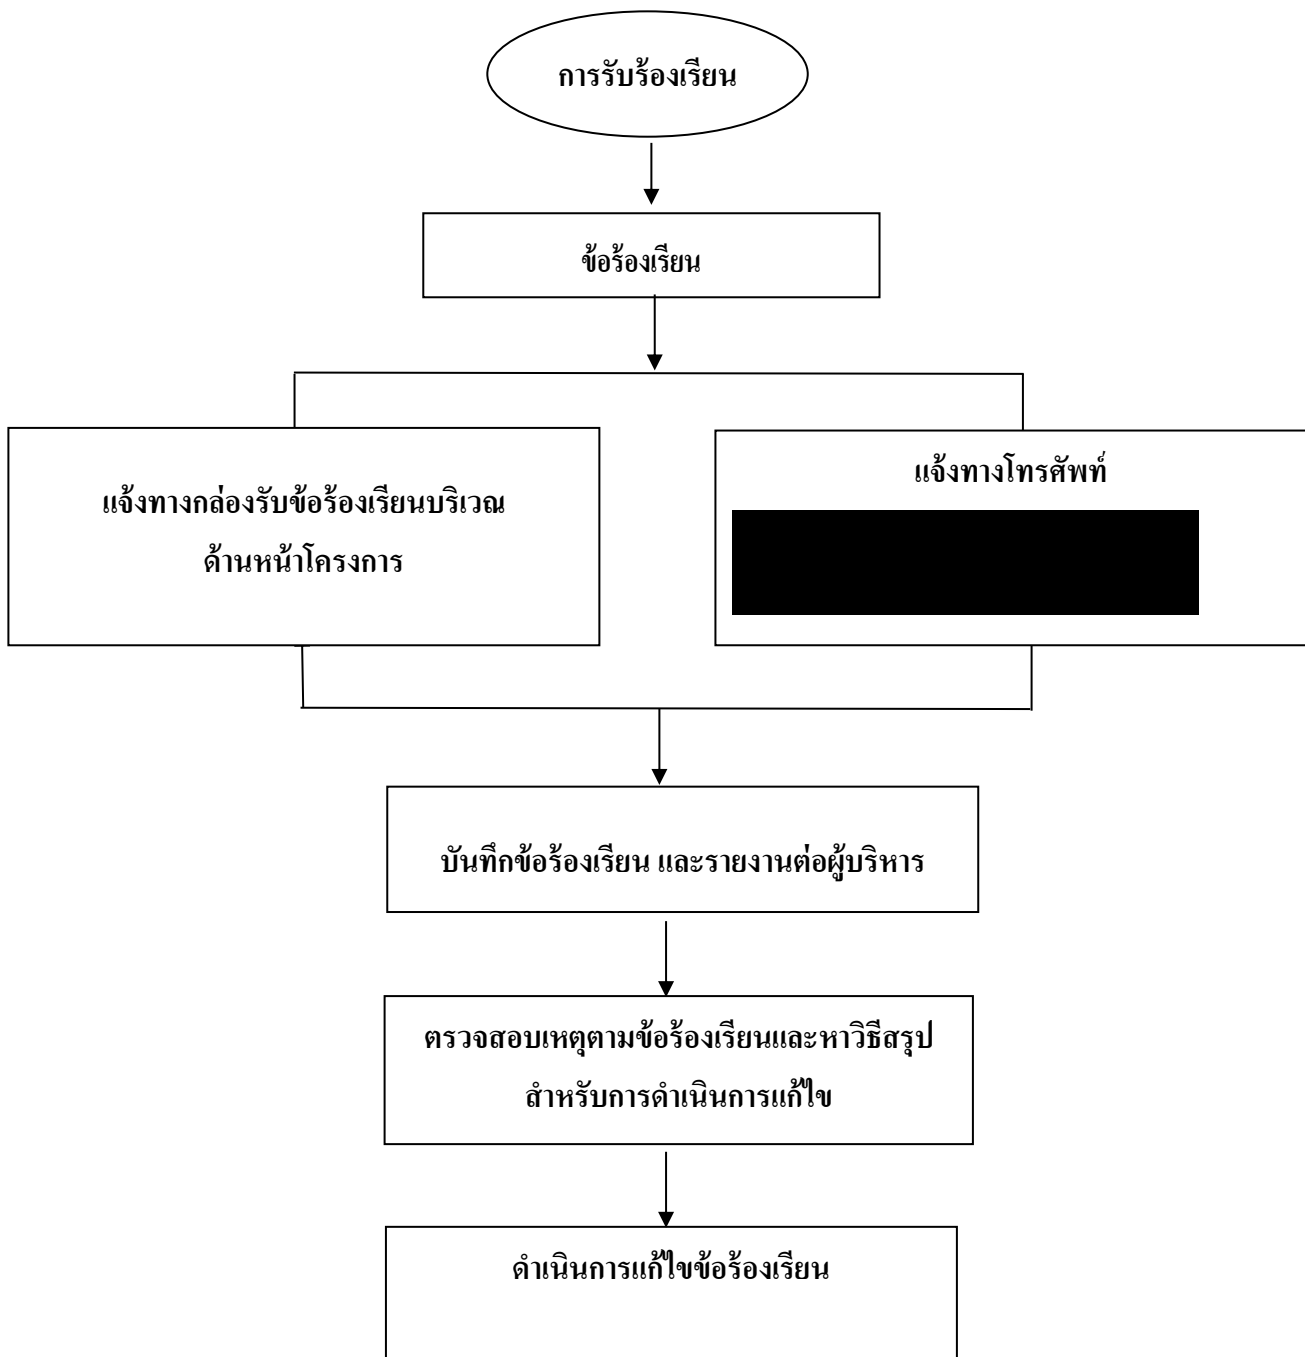 การรับร้องเรียน
ข้อร้องเรียน
แจ้งทางกล่องรับข้อร้องเรียนบริเวณ
ด้านหน้าโครงการ
แจ้งทางโทรศัพท์
บันทึกข้อร้องเรียน และรายงานต่อผู้บริหาร
ตรวจสอบเหตุตามข้อร้องเรียนและหาวิธีสรุป
สำหรับการดำเนินการแก้ไข
ดำเนินการแก้ไขข้อร้องเรียน